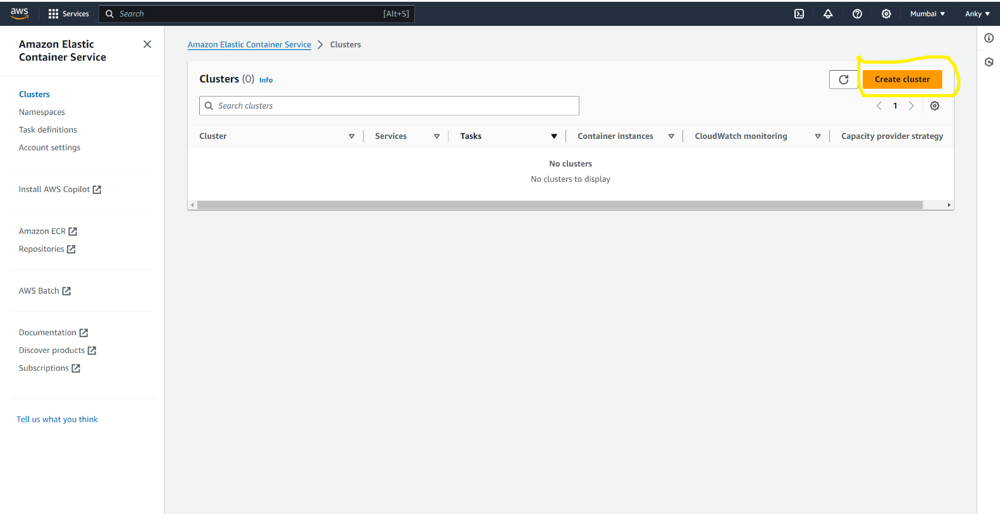 aws Services Search [Alt+S] Mumbai Anky
Amazon Elastic
Container Service
Clusters
Namespaces
Task definitions
Account settings
Install AWS Copilot
Amazon ECR
Repositories
AWS Batch
Documentation
Discover products
Subscriptions
Tell us what you think
Amazon Elastic Container Service > Clusters
Clusters (0) Info
Create cluster
Search clusters
1
Cluster Services Tasks Container instances CloudWatch monitoring Capacity provider strategy
No clusters
No clusters to display